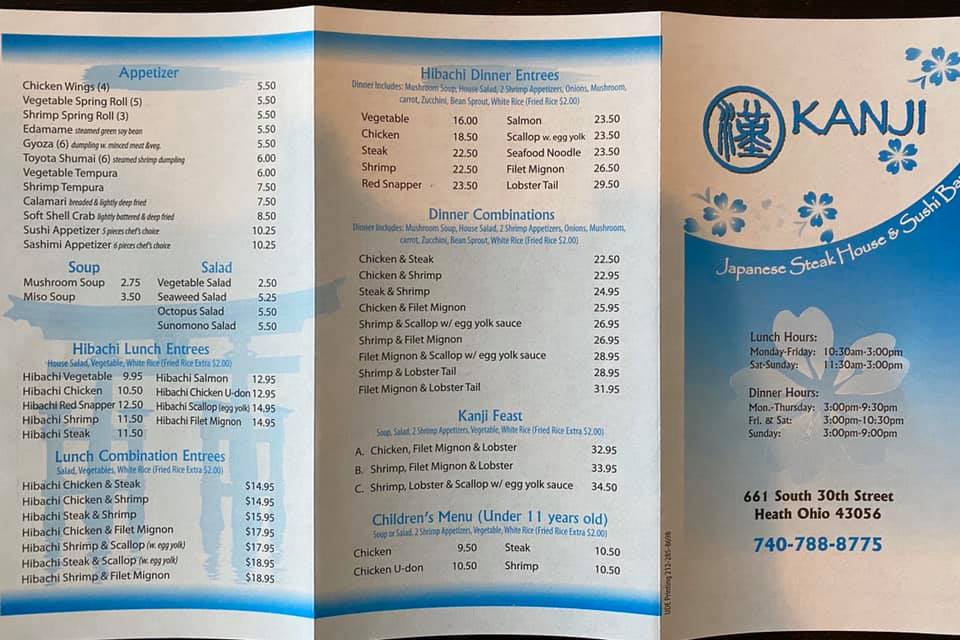 Appetizer
Chicken Wings (4) 5.50
Vegetable Spring Roll (5) 5.50
Shrimp Spring Roll (3) 5.50
Edamame steamed green soy bean 5.50
Gyoza (6) dumpling w. minced meat &veg. 5.50
Toyota Shumai (6) steamed shrimp dumpling 6.00
Vegetable Tempura 6.00
Shrimp Tempura 7.50
Calamari breaded & lightly deep fried 7.50
Soft Shell Crab lightly battered & deep fried 8.50
Sushi Appetizer 5 pieces chef's choice 10.25
Sashimi Appetizer 6 pieces chef's choice 10.25
Soup
Mushroom Soup 2.75
Miso Soup 3.50
Salad
Vegetable Salad 2.50
Seaweed Salad 5.25
Octopus Salad 5.50
Sunomono Salad 5.50
Hibachi Lunch Entrees
House Salad, Vegetable, White Rice (Fried Rice Extra $2.00)
Hibachi Vegetable 9.95 Hibachi Salmon 12.95
Hibachi Chicken 10.50 Hibachi Chicken U-don 12.95
Hibachi Red Snapper 12.50 Hibachi Scallop (egg yolk) 14.95
Hibachi Shrimp 11.50 Hibachi Filet Mignon 14.95
Hibachi Steak 11.50
Lunch Combination Entrees
Salad, Vegetables, White Rice (Fried Rice Extra $2.00)
Hibachi Chicken & Steak $14.95
Hibachi Chicken & Shrimp $14.95
Hibachi Steak & Shrimp $15.95
Hibachi Chicken & Filet Mignon $17.95
Hibachi Shrimp & Scallop (w. egg yolk) $17.95
Hibachi Steak & Scallop (w. egg yolk) $18.95
Hibachi Shrimp & Filet Mignon $18.95
Hibachi Dinner Entrees
Dinner Includes: Mushroom Soup, House Salad, 2 Shrimp Appetizers, Onions, Mushroom,
carrot, Zucchini, Bean Sprout, White Rice (Fried Rice $2.00)
Vegetable 16.00 Salmon 23.50
Chicken 18.50 Scallop w. egg yolk 23.50
Steak 22.50 Seafood Noodle 23.50
Shrimp 22.50 Filet Mignon 26.50
Red Snapper 23.50 Lobster Tail 29.50
Dinner Combinations
Dinner Includes: Mushroom Soup, House Salad, 2 Shrimp Appetizers, Onions, Mushroom,
carrot, Zucchini, Bean Sprout, White Rice (Fried Rice $2.00)
Chicken & Steak 22.50
Chicken & Shrimp 22.95
Steak & Shrimp 24.95
Chicken & Filet Mignon 25.95
Shrimp & Scallop w/ egg yolk sauce 26.95
Shrimp & Filet Mignon 26.95
Filet Mignon & Scallop w/ egg yolk sauce 28.95
Shrimp & Lobster Tail 28.95
Filet Mignon & Lobster Tail 31.95
Kanji Feast
Soup, Salad, 2 Shrimp Appetizers, Vegetable, White Rice (Fried Rice Extra $2.00)
A. Chicken, Filet Mignon & Lobster 32.95
B. Shrimp, Filet Mignon & Lobster 33.95
C. Shrimp, Lobster & Scallop w/ egg yolk sauce 34.50
Children's Menu (Under 11 years old)
Soup or Salad, 2 Shrimp Appetizers, Vegetable, White Rice (Fried Rice Extra $2.00)
Chicken 9.50 Steak 10.50
Chicken U-don 10.50 Shrimp 10.50
UDE Printing 212-285-8698
漢 KANJI
Japanese Steak House & Sushi Bar
Lunch Hours:
Monday-Friday: 10:30am-3:00pm
Sat-Sunday: 11:30am-3:00pm
Dinner Hours:
Mon.-Thursday: 3:00pm-9:30pm
Fri. & Sat: 3:00pm-10:30pm
Sunday: 3:00pm-9:00pm
661 South 30th Street
Heath Ohio 43056
740-788-8775